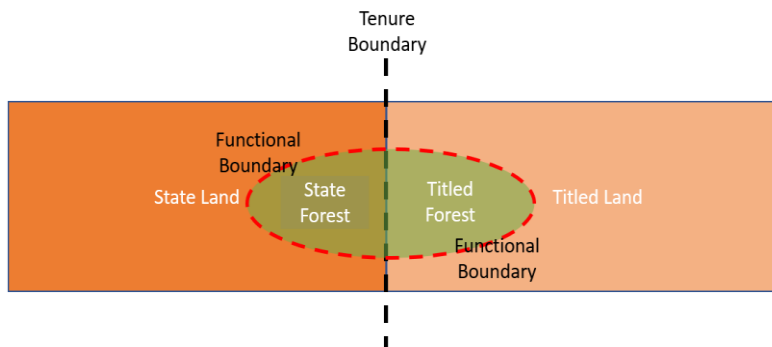 Tenure
Boundary
Functional
Boundary
State Land
State
Forest
Titled
Forest
Titled Land
Functional
Boundary